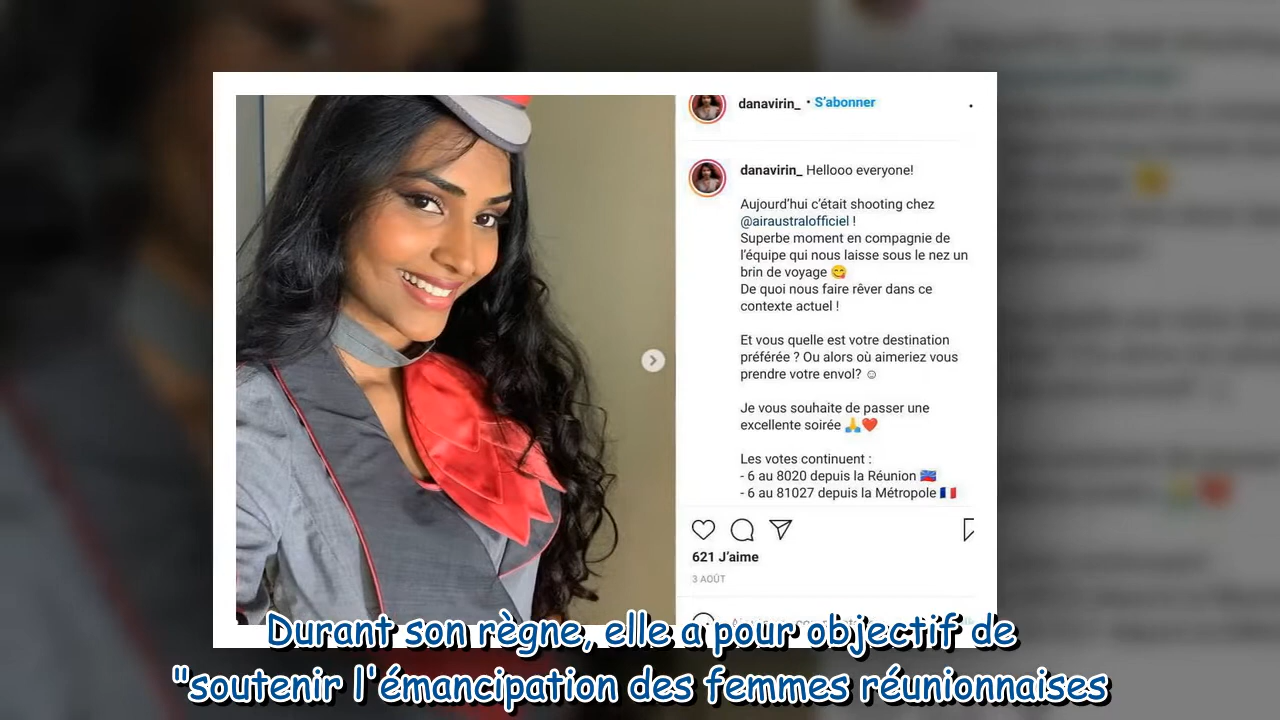 danavirin_ • S'abonner
danavirin_ Hellooo everyone!
Aujourd'hui c'était shooting chez
@airaustralofficiel !
Superbe moment en compagnie de
l'équipe qui nous laisse sous le nez un
brin de voyage 😋
De quoi nous faire rêver dans ce
contexte actuel !
Et vous quelle est votre destination
préférée ? Ou alors où aimeriez vous
prendre votre envol? ☺
Je vous souhaite de passer une
excellente soirée 🙏❤️
Les votes continuent :
- 6 au 8020 depuis la Réunion 🇷🇪
- 6 au 81027 depuis la Métropole 🇫🇷
621 J'aime
3 AOÛT
Durant son règne, elle a pour objectif de
"soutenir l'émancipation des femmes réunionnaises